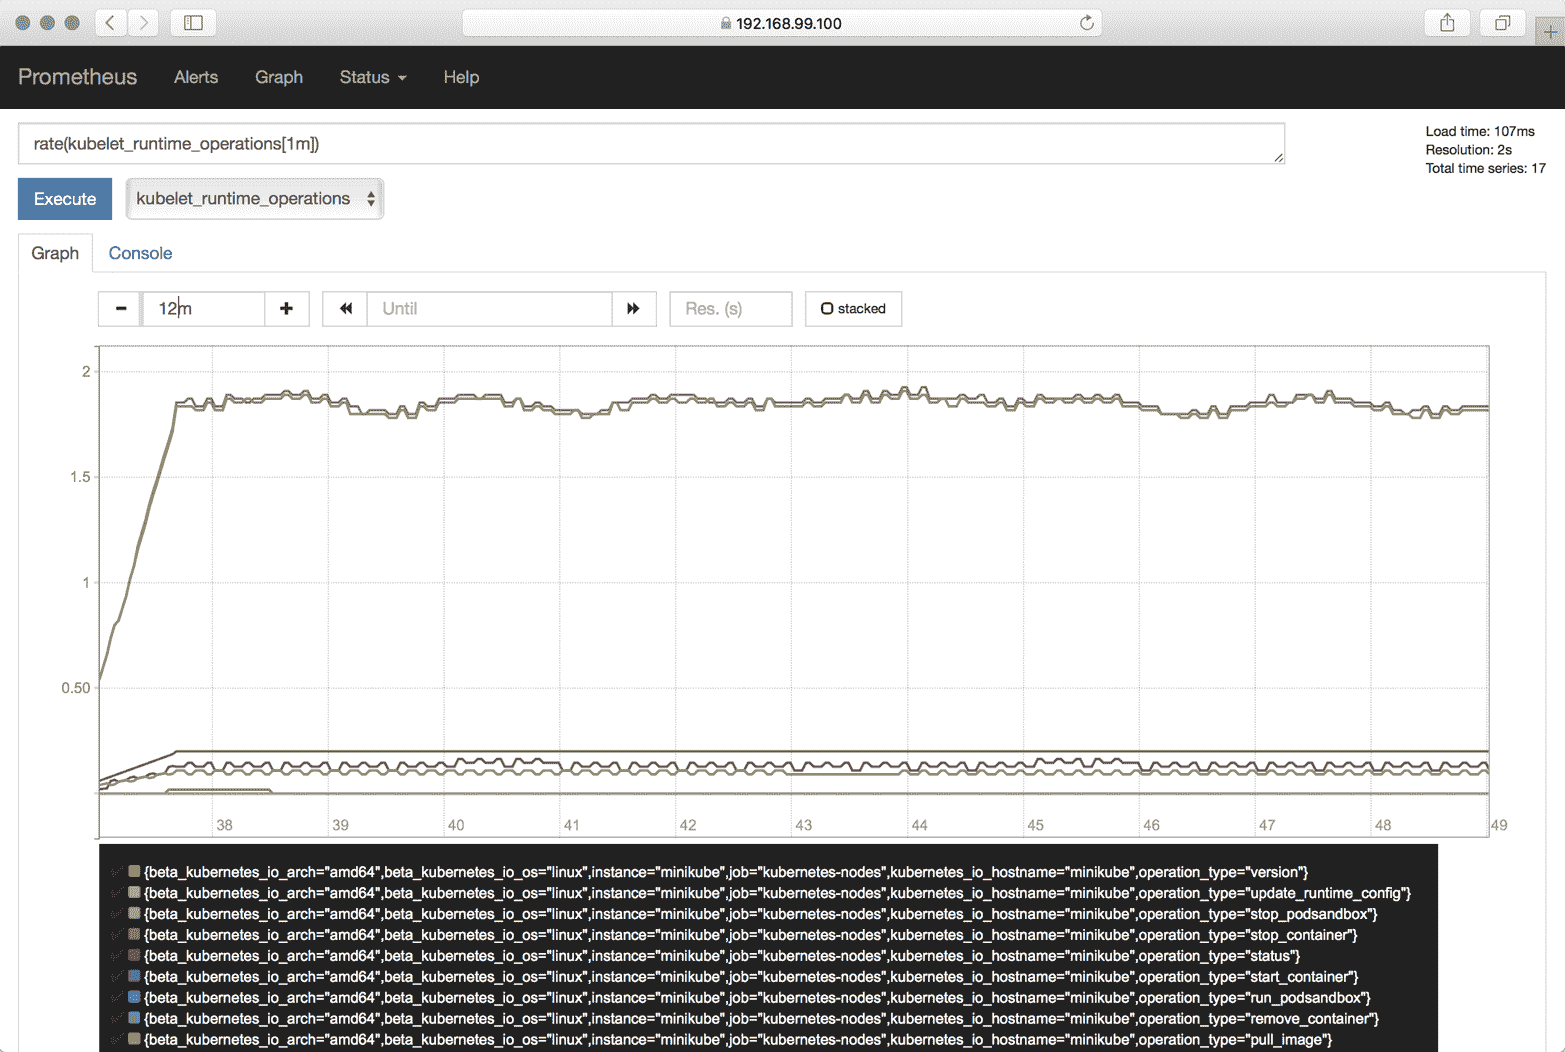 192.168.99.100
Prometheus Alerts Graph Status Help
rate(kubelet_runtime_operations[1m])
Load time: 107ms
Resolution: 2s
Total time series: 17
Execute kubelet_runtime_operations
Graph Console
12m Until Res. (s) stacked
2
1.5
1
0.50
38 39 40 41 42 43 44 45 46 47 48 49
{beta_kubernetes_io_arch="amd64",beta_kubernetes_io_os="linux",instance="minikube",job="kubernetes-nodes",kubernetes_io_hostname="minikube",operation_type="version"}
{beta_kubernetes_io_arch="amd64",beta_kubernetes_io_os="linux",instance="minikube",job="kubernetes-nodes",kubernetes_io_hostname="minikube",operation_type="update_runtime_config"}
{beta_kubernetes_io_arch="amd64",beta_kubernetes_io_os="linux",instance="minikube",job="kubernetes-nodes",kubernetes_io_hostname="minikube",operation_type="stop_podsandbox"}
{beta_kubernetes_io_arch="amd64",beta_kubernetes_io_os="linux",instance="minikube",job="kubernetes-nodes",kubernetes_io_hostname="minikube",operation_type="stop_container"}
{beta_kubernetes_io_arch="amd64",beta_kubernetes_io_os="linux",instance="minikube",job="kubernetes-nodes",kubernetes_io_hostname="minikube",operation_type="status"}
{beta_kubernetes_io_arch="amd64",beta_kubernetes_io_os="linux",instance="minikube",job="kubernetes-nodes",kubernetes_io_hostname="minikube",operation_type="start_container"}
{beta_kubernetes_io_arch="amd64",beta_kubernetes_io_os="linux",instance="minikube",job="kubernetes-nodes",kubernetes_io_hostname="minikube",operation_type="run_podsandbox"}
{beta_kubernetes_io_arch="amd64",beta_kubernetes_io_os="linux",instance="minikube",job="kubernetes-nodes",kubernetes_io_hostname="minikube",operation_type="remove_container"}
{beta_kubernetes_io_arch="amd64",beta_kubernetes_io_os="linux",instance="minikube",job="kubernetes-nodes",kubernetes_io_hostname="minikube",operation_type="pull_image"}